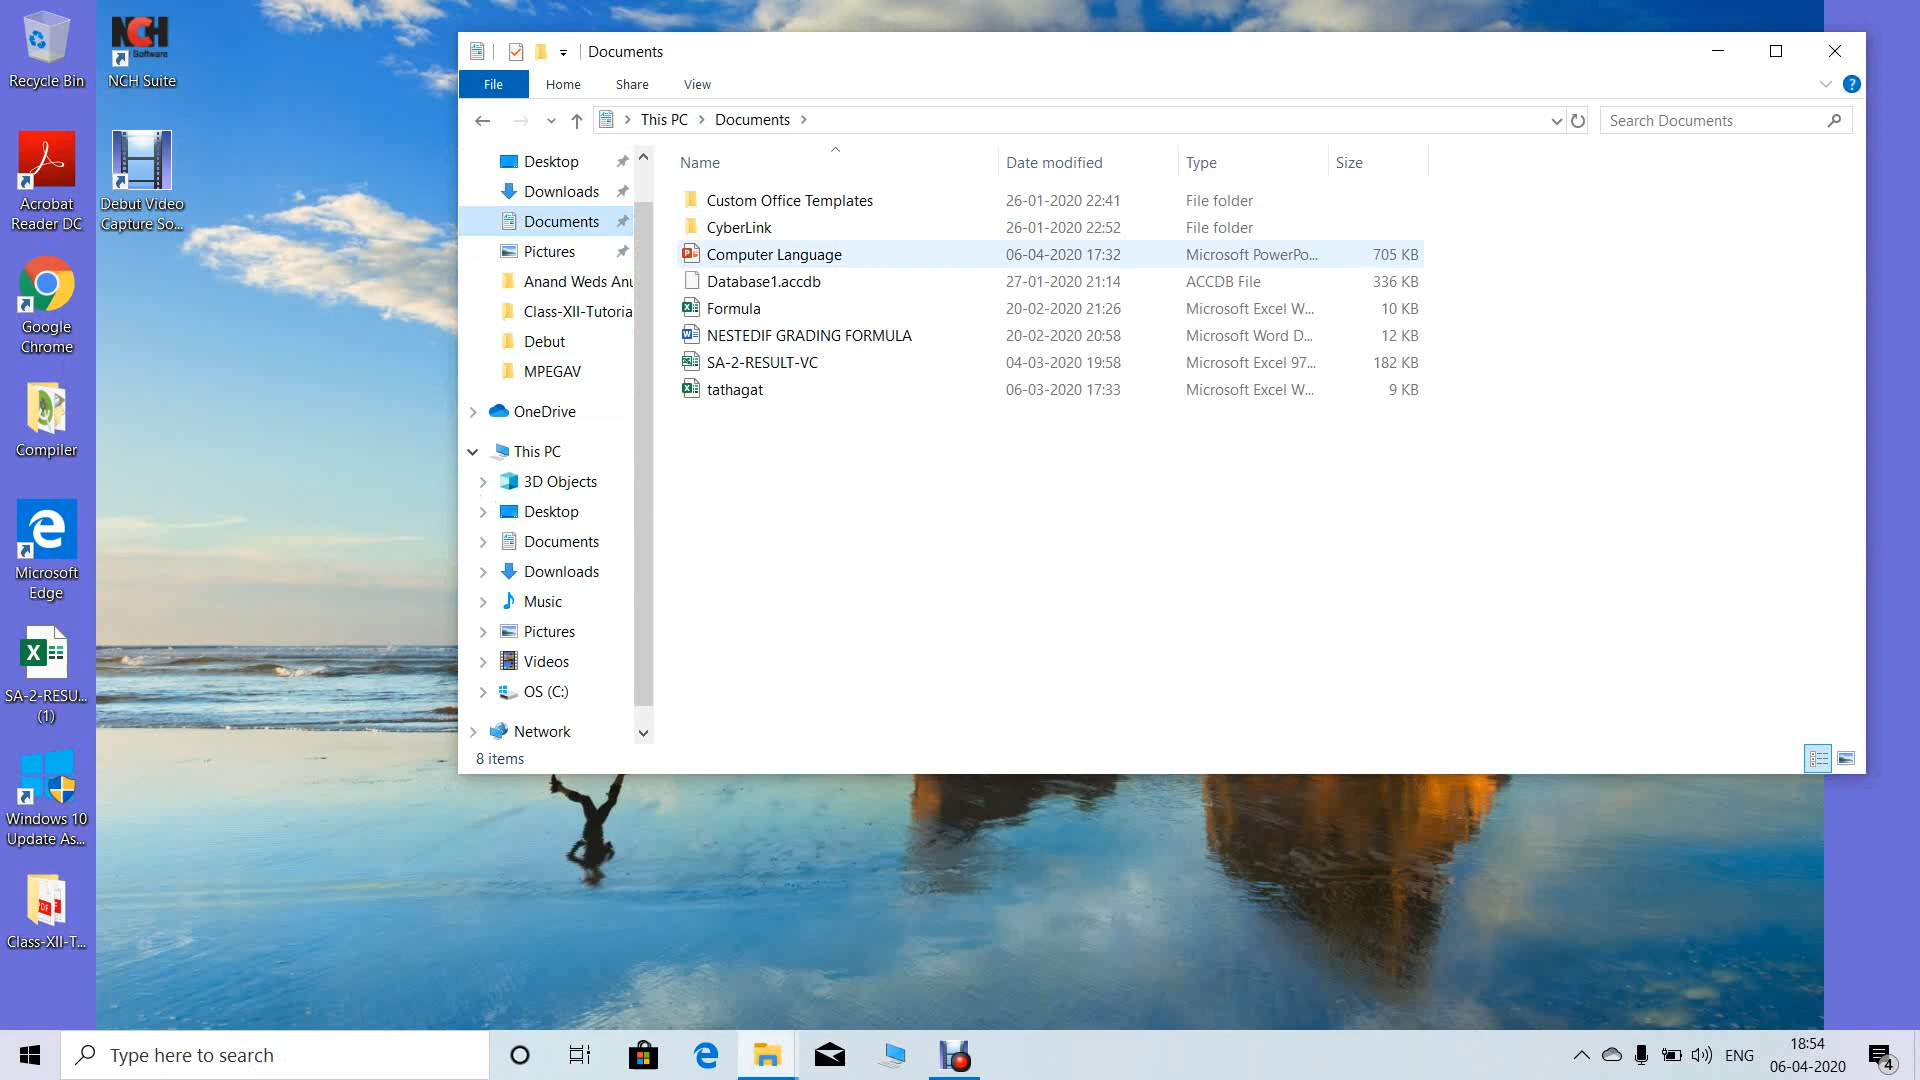 Recycle Bin
NCH
Software
NCH Suite
Acrobat
Reader DC
Debut Video
Capture So...
Google
Chrome
Compiler
Microsoft
Edge
SA-2-RESU...
(1)
Windows 10
Update As...
Class-XII-T...
Documents
File
Home
Share
View
This PC
Documents
Search Documents
Desktop
Downloads
Documents
Pictures
Anand Weds Anu
Class-XII-Tutoria
Debut
MPEGAV
OneDrive
This PC
3D Objects
Desktop
Documents
Downloads
Music
Pictures
Videos
OS (C:)
Network
Name Date modified Type Size
Custom Office Templates 26-01-2020 22:41 File folder
CyberLink 26-01-2020 22:52 File folder
Computer Language 06-04-2020 17:32 Microsoft PowerPo... 705 KB
Database1.accdb 27-01-2020 21:14 ACCDB File 336 KB
Formula 20-02-2020 21:26 Microsoft Excel W... 10 KB
NESTEDIF GRADING FORMULA 20-02-2020 20:58 Microsoft Word D... 12 KB
SA-2-RESULT-VC 04-03-2020 19:58 Microsoft Excel 97... 182 KB
tathagat 06-03-2020 17:33 Microsoft Excel W... 9 KB
8 items
Type here to search
ENG
18:54
06-04-2020
4